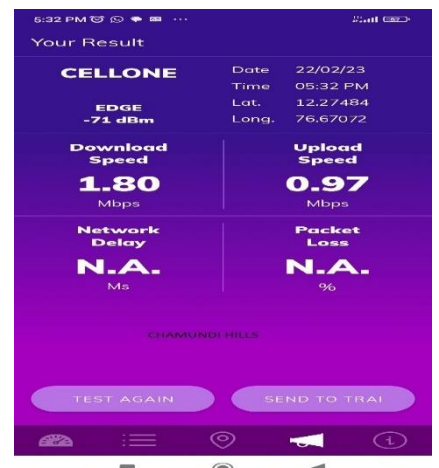 5:32 PM
Your Result
CELLONE
EDGE
-71 dBm
Date 22/02/23
Time 05:32 PM
Lat. 12.27484
Long. 76.67072
Download Speed
1.80
Mbps
Upload Speed
0.97
Mbps
Network Delay
N.A.
Ms
Packet Loss
N.A.
%
CHAMUNDI HILLS
TEST AGAIN
SEND TO TRAI